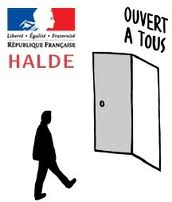 Liberté • Égalité • Fraternité
RÉPUBLIQUE FRANÇAISE
HALDE
OUVERT
A TOUS